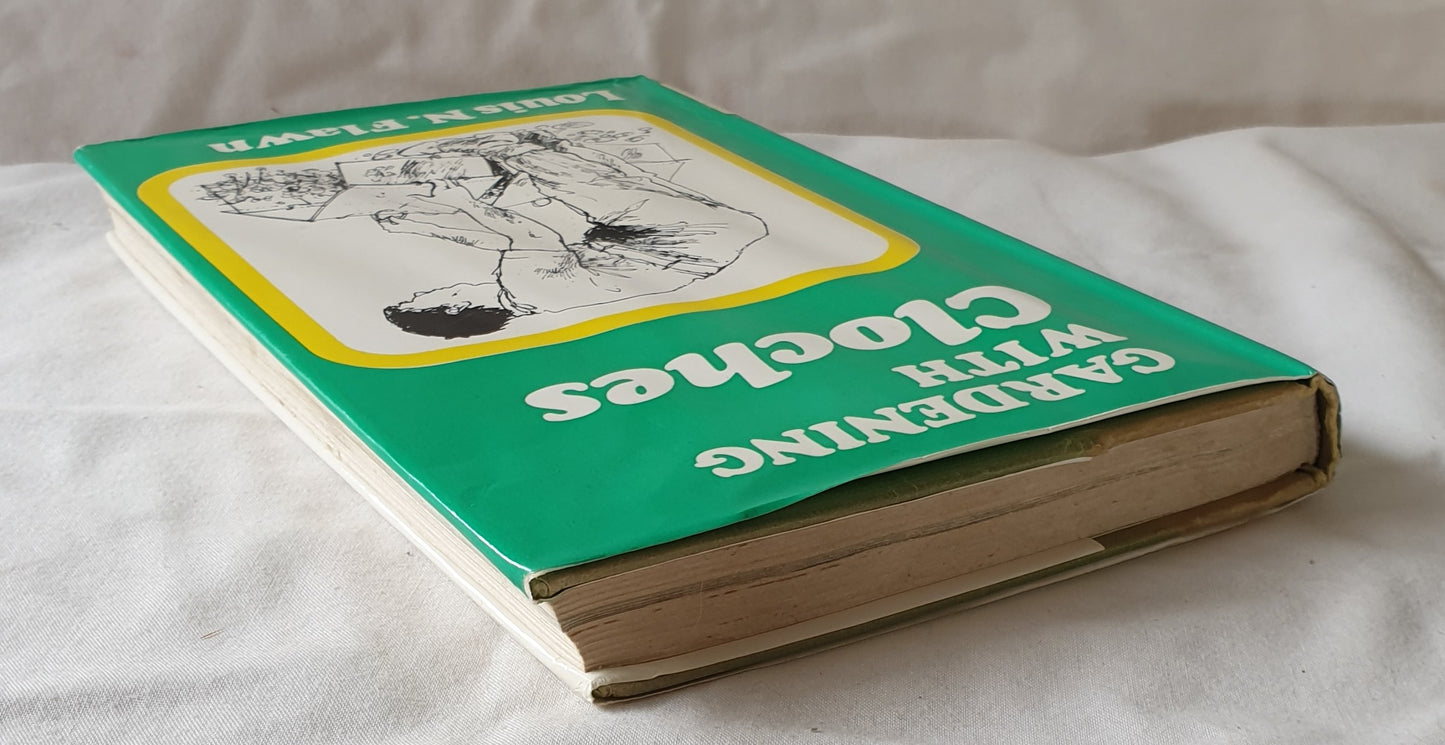 GARDENING
WITH
Cloches
Louis N. Flawn